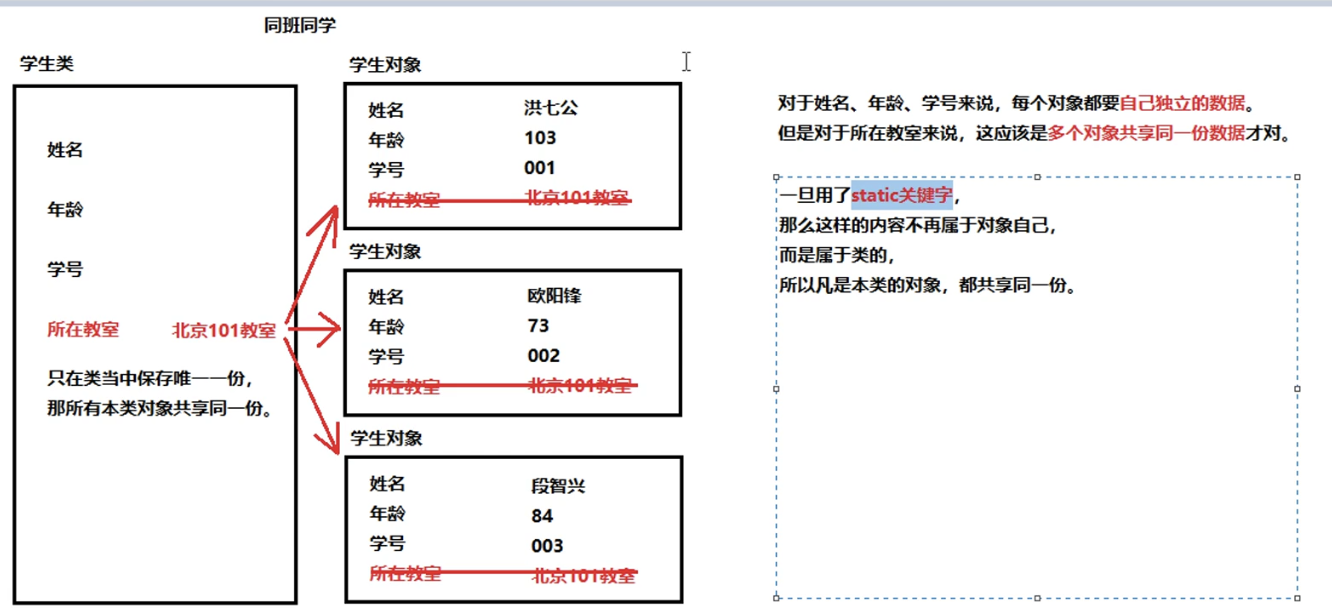 同班同学
学生类
姓名
年龄
学号
所在教室 北京101教室
只在类当中保存唯一一份，
那所有本类对象共享同一份。
学生对象
姓名 洪七公
年龄 103
学号 001
所在教室 北京101教室
学生对象
姓名 欧阳锋
年龄 73
学号 002
所在教室 北京101教室
学生对象
姓名 段智兴
年龄 84
学号 003
所在教室 北京101教室
对于姓名、年龄、学号来说，每个对象都要自己独立的数据。
但是对于所在教室来说，这应该是多个对象共享同一份数据才对。
一旦用了static关键字，
那么这样的内容不再属于对象自己，
而是属于类的，
所以凡是本类的对象，都共享同一份。